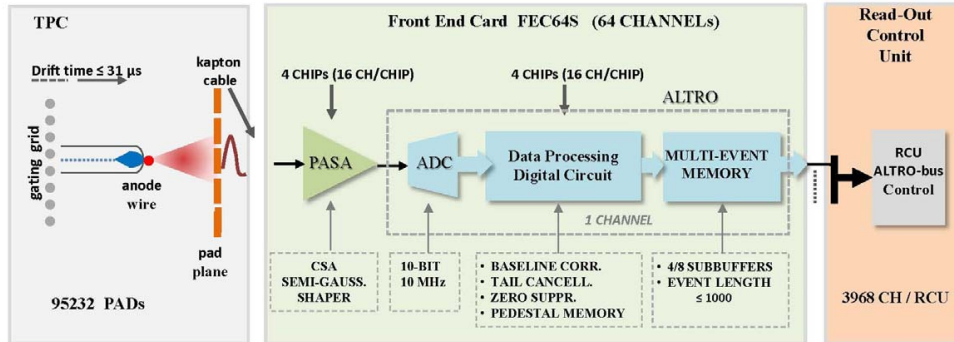 TPC
Drift time ≤ 31 µs
kapton
cable
gating grid
anode
wire
pad
plane
95232 PADs
Front End Card FEC64S (64 CHANNELs)
4 CHIPs (16 CH/CHIP)
4 CHIPs (16 CH/CHIP)
ALTRO
PASA
ADC
Data Processing
Digital Circuit
MULTI-EVENT
MEMORY
1 CHANNEL
CSA
SEMI-GAUSS.
SHAPER
10-BIT
10 MHz
• BASELINE CORR.
• TAIL CANCELL.
• ZERO SUPPR.
• PEDESTAL MEMORY
• 4/8 SUBBUFFERS
• EVENT LENGTH
≤ 1000
Read-Out
Control
Unit
RCU
ALTRO-bus
Control
3968 CH / RCU